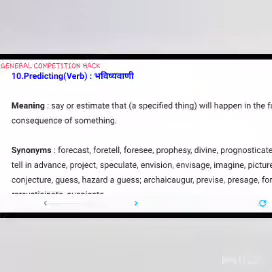 GENERAL COMPETITION HACK
10.Predicting(Verb) : भविष्यवाणी
Meaning : say or estimate that (a specified thing) will happen in the
consequence of something.
Synonyms : forecast, foretell, foresee, prophesy, divine, prognosticate
tell in advance, project, speculate, envision, envisage, imagine, picture
conjecture, guess, hazard a guess; archaicaugur, previse, presage,